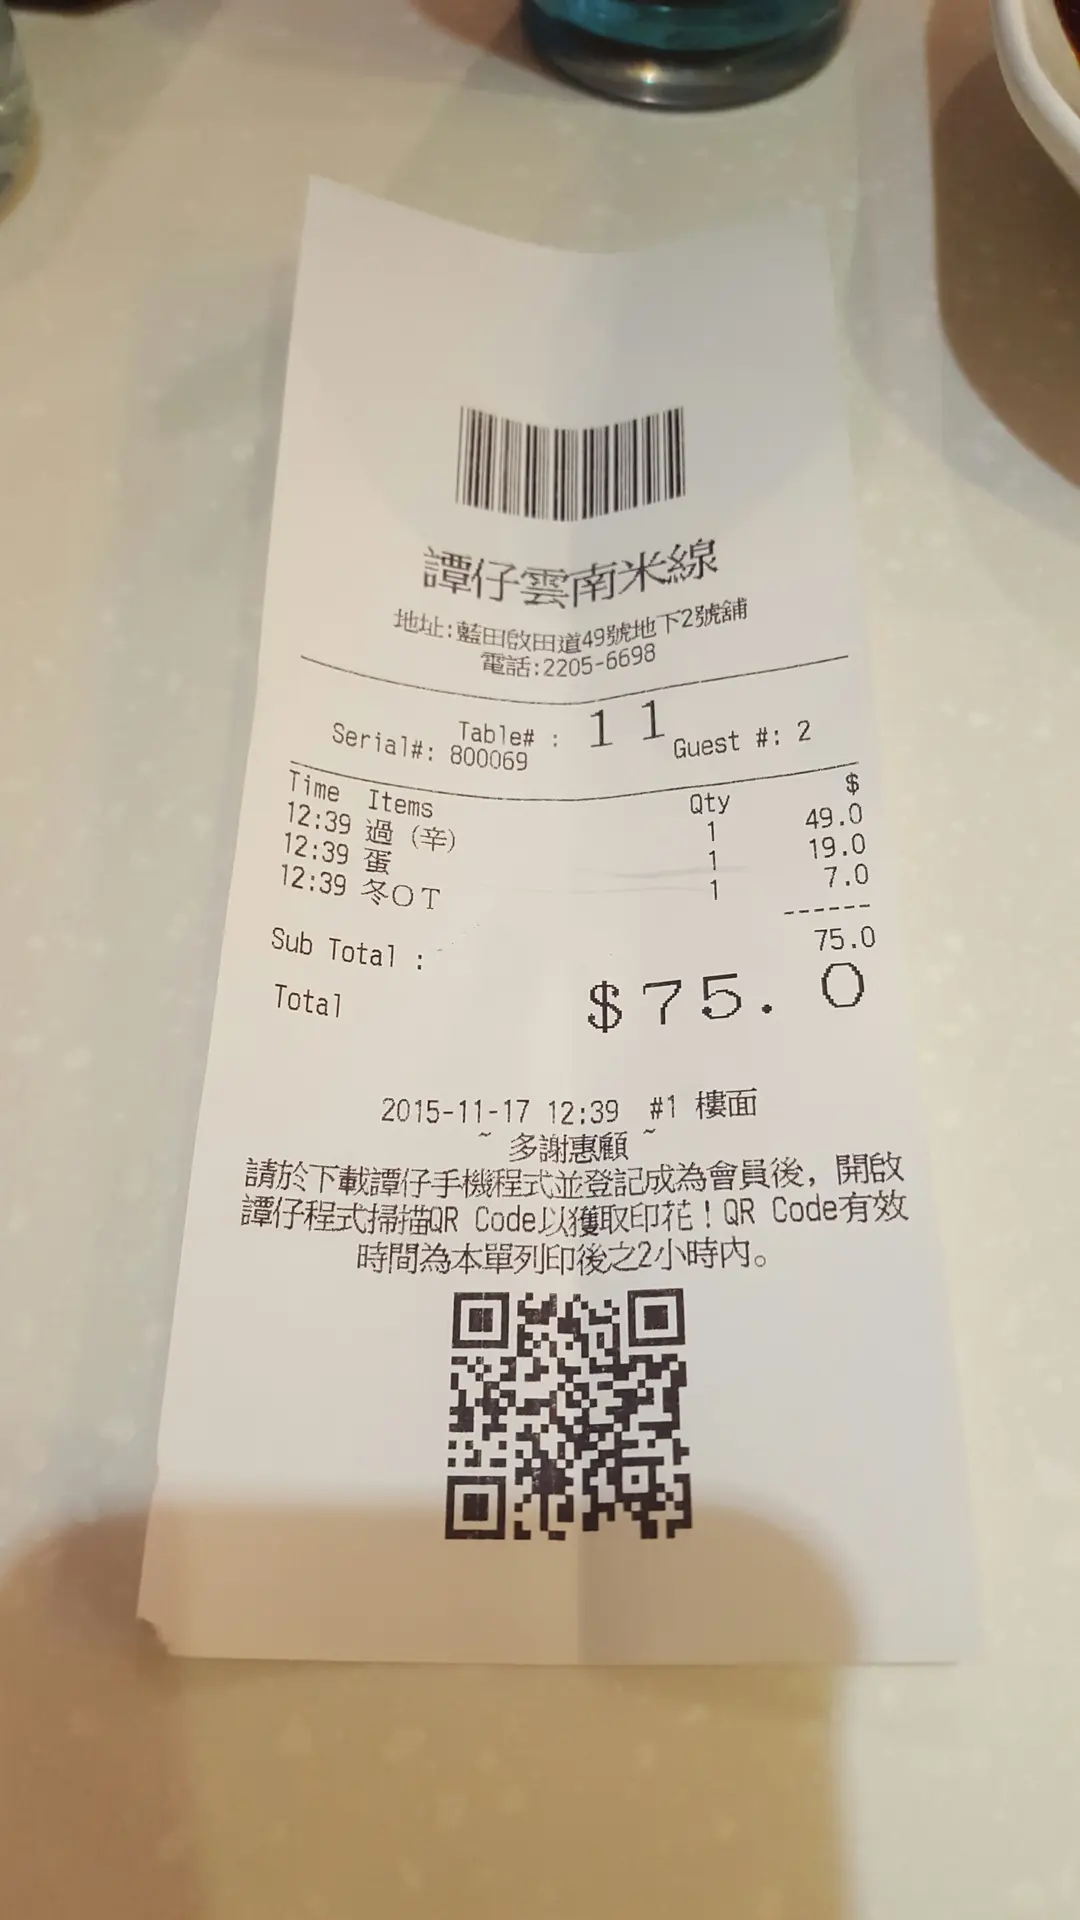 譚仔雲南米線
地址:藍田啟田道49號地下2號舖
電話:2205-6698
Table# : 11
Serial#: 800069 Guest #: 2
Time Items Qty $
12:39 過（辛） 1 49.0
12:39 蛋 1 19.0
12:39 冬OT 1 7.0
------
Sub Total : 75.0
Total $75.0
2015-11-17 12:39 #1 樓面
~ 多謝惠顧 ~
請於下載譚仔手機程式並登記成為會員後，開啟
譚仔程式掃描QR Code以獲取印花！QR Code有效
時間為本單列印後之2小時內。